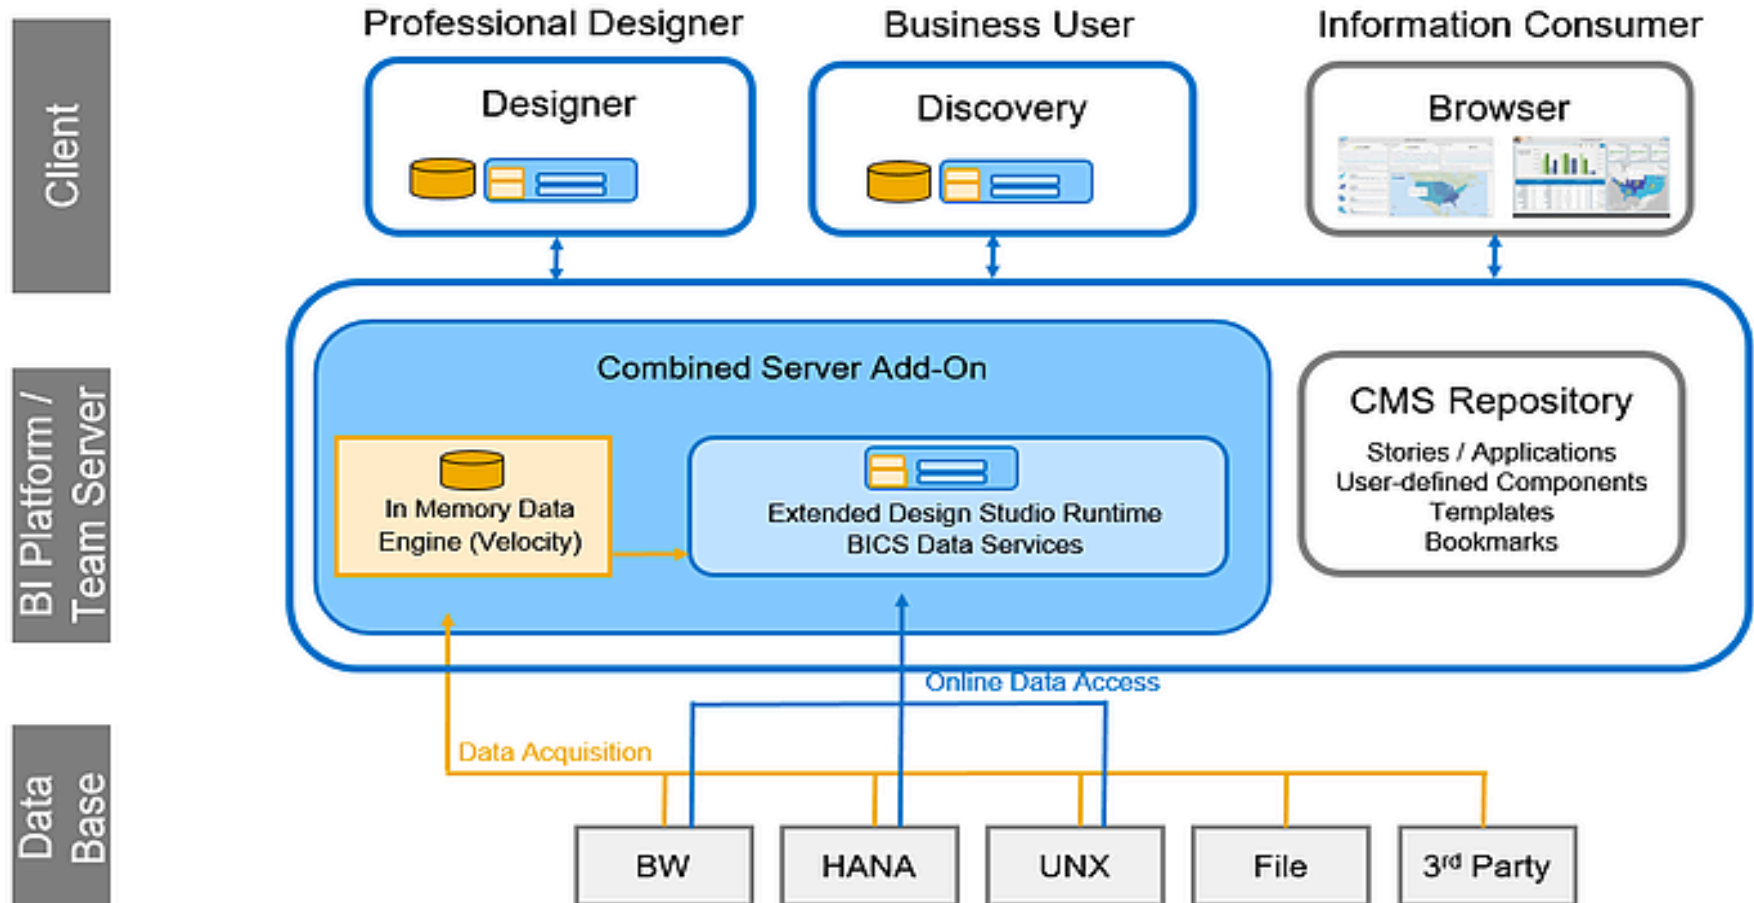 Professional Designer
Business User
Information Consumer
Client
Designer
Discovery
Browser
BI Platform /
Team Server
Combined Server Add-On
In Memory Data
Engine (Velocity)
Extended Design Studio Runtime
BICS Data Services
CMS Repository
Stories / Applications
User-defined Components
Templates
Bookmarks
Online Data Access
Data Acquisition
Data
Base
BW
HANA
UNX
File
3rd Party